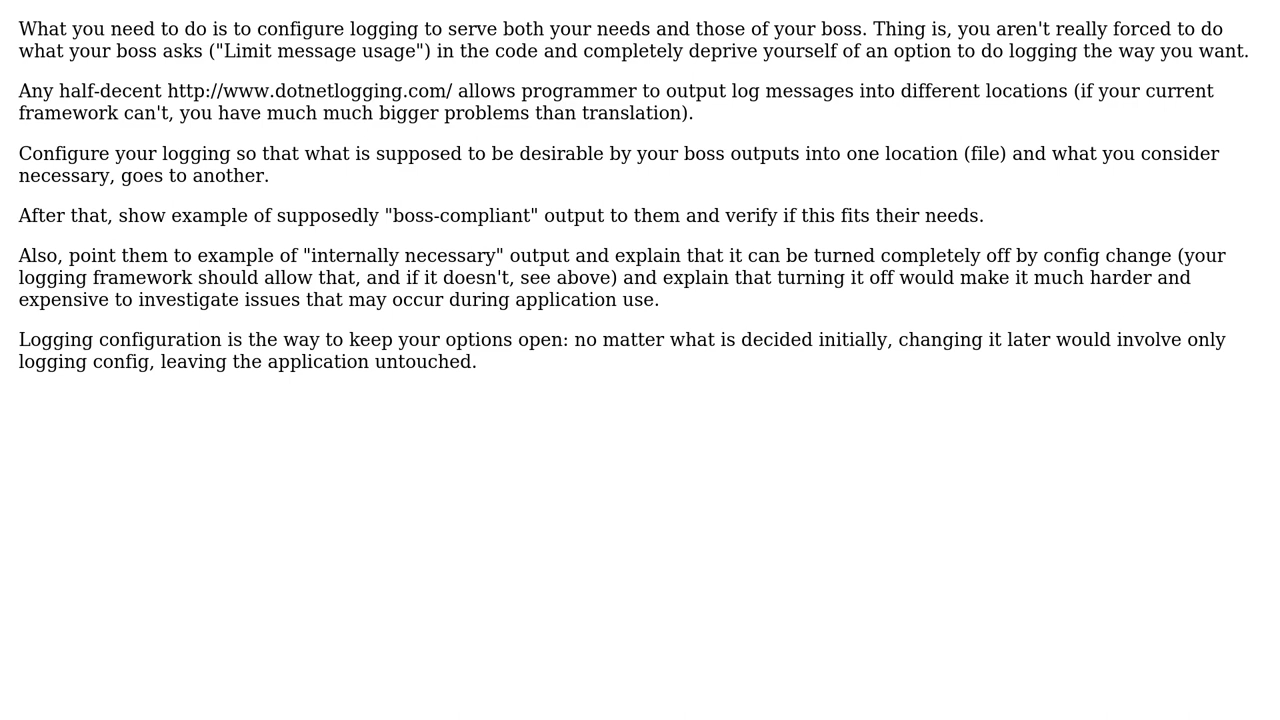 What you need to do is to configure logging to serve both your needs and those of your boss. Thing is, you aren't really forced to do
what your boss asks ("Limit message usage") in the code and completely deprive yourself of an option to do logging the way you want.
Any half-decent http://www.dotnetlogging.com/ allows programmer to output log messages into different locations (if your current
framework can't, you have much much bigger problems than translation).
Configure your logging so that what is supposed to be desirable by your boss outputs into one location (file) and what you consider
necessary, goes to another.
After that, show example of supposedly "boss-compliant" output to them and verify if this fits their needs.
Also, point them to example of "internally necessary" output and explain that it can be turned completely off by config change (your
logging framework should allow that, and if it doesn't, see above) and explain that turning it off would make it much harder and
expensive to investigate issues that may occur during application use.
Logging configuration is the way to keep your options open: no matter what is decided initially, changing it later would involve only
logging config, leaving the application untouched.